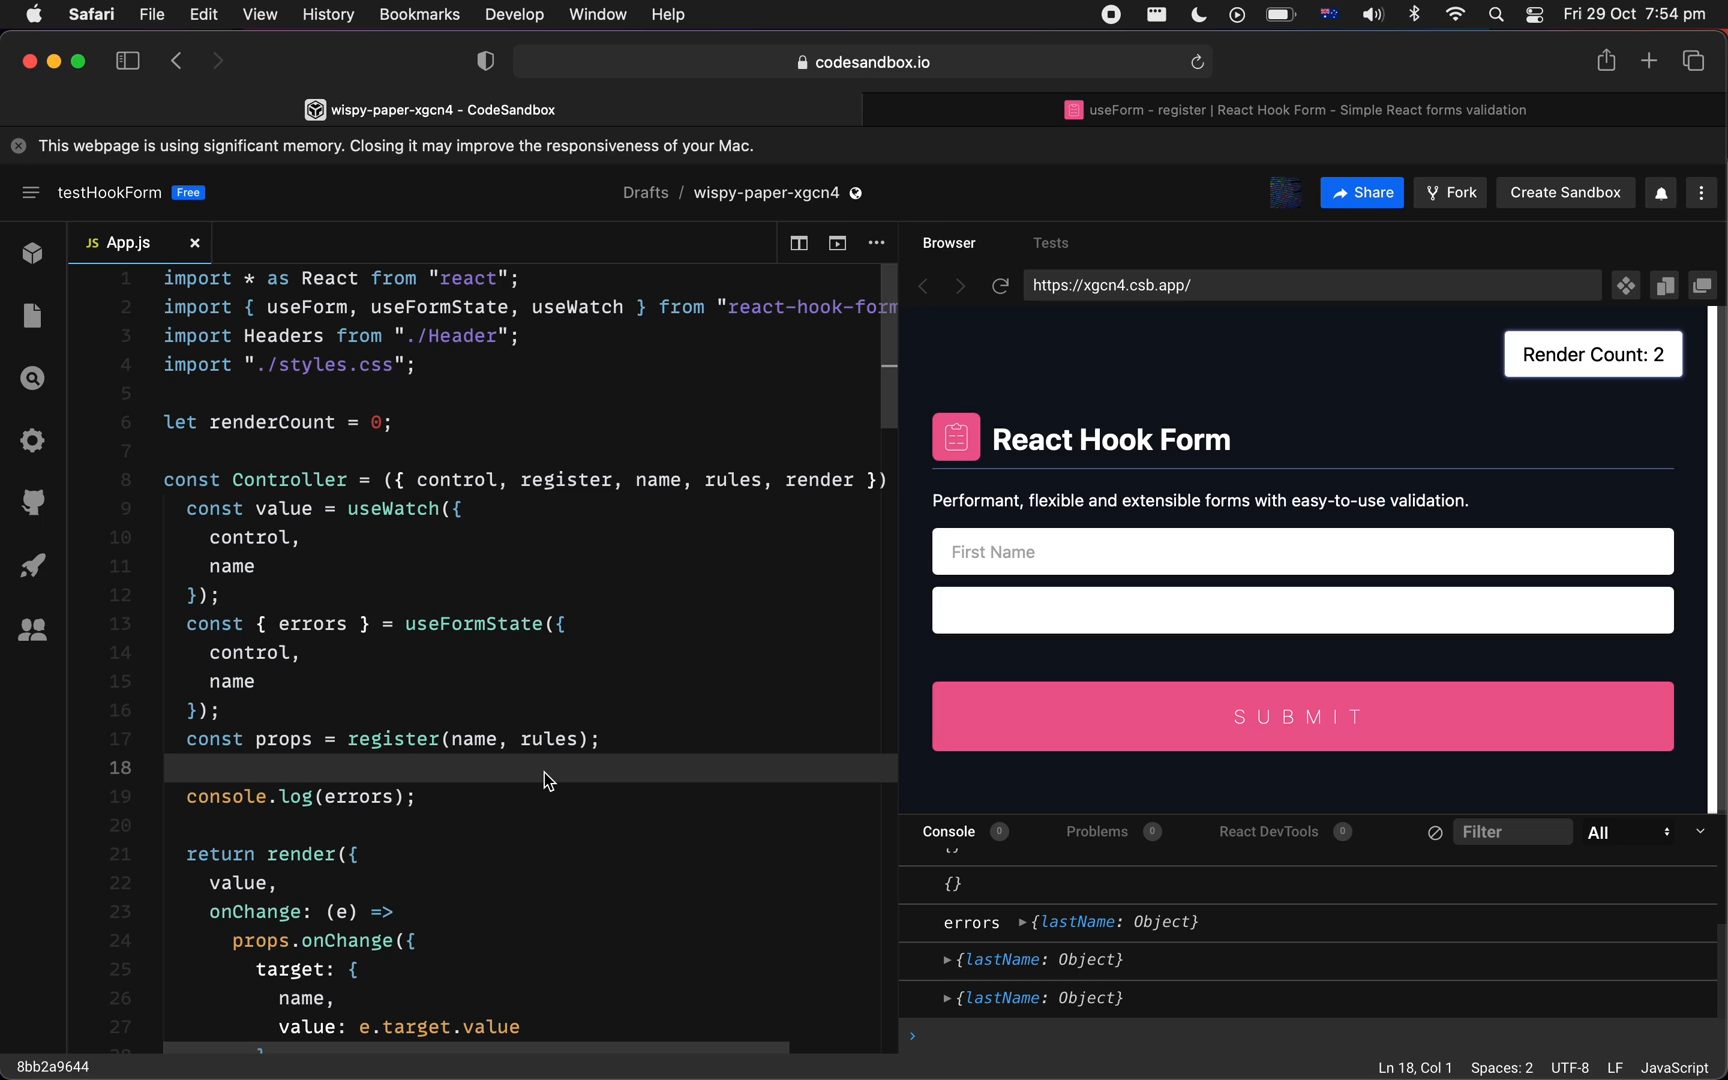 Safari File Edit View History Bookmarks Develop Window Help Fri 29 Oct 7:54 pm
codesandbox.io
wispy-paper-xgcn4 - CodeSandbox
useForm - register | React Hook Form - Simple React forms validation
This webpage is using significant memory. Closing it may improve the responsiveness of your Mac.
testHookForm Free
Drafts / wispy-paper-xgcn4
Share Fork Create Sandbox
JS App.js
1 import * as React from "react";
2 import { useForm, useFormState, useWatch } from "react-hook-form
3 import Headers from "./Header";
4 import "./styles.css";
5
6 let renderCount = 0;
7
8 const Controller = ({ control, register, name, rules, render })
9 const value = useWatch({
10 control,
11 name
12 });
13 const { errors } = useFormState({
14 control,
15 name
16 });
17 const props = register(name, rules);
18
19 console.log(errors);
20
21 return render({
22 value,
23 onChange: (e) =>
24 props.onChange({
25 target: {
26 name,
27 value: e.target.value
8bb2a9644
Browser Tests
https://xgcn4.csb.app/
Render Count: 2
React Hook Form
Performant, flexible and extensible forms with easy-to-use validation.
First Name
SUBMIT
Console 0 Problems 0 React DevTools 0 Filter All
{}
errors ▶{lastName: Object}
▶{lastName: Object}
▶{lastName: Object}
›
Ln 18, Col 1 Spaces: 2 UTF-8 LF JavaScript